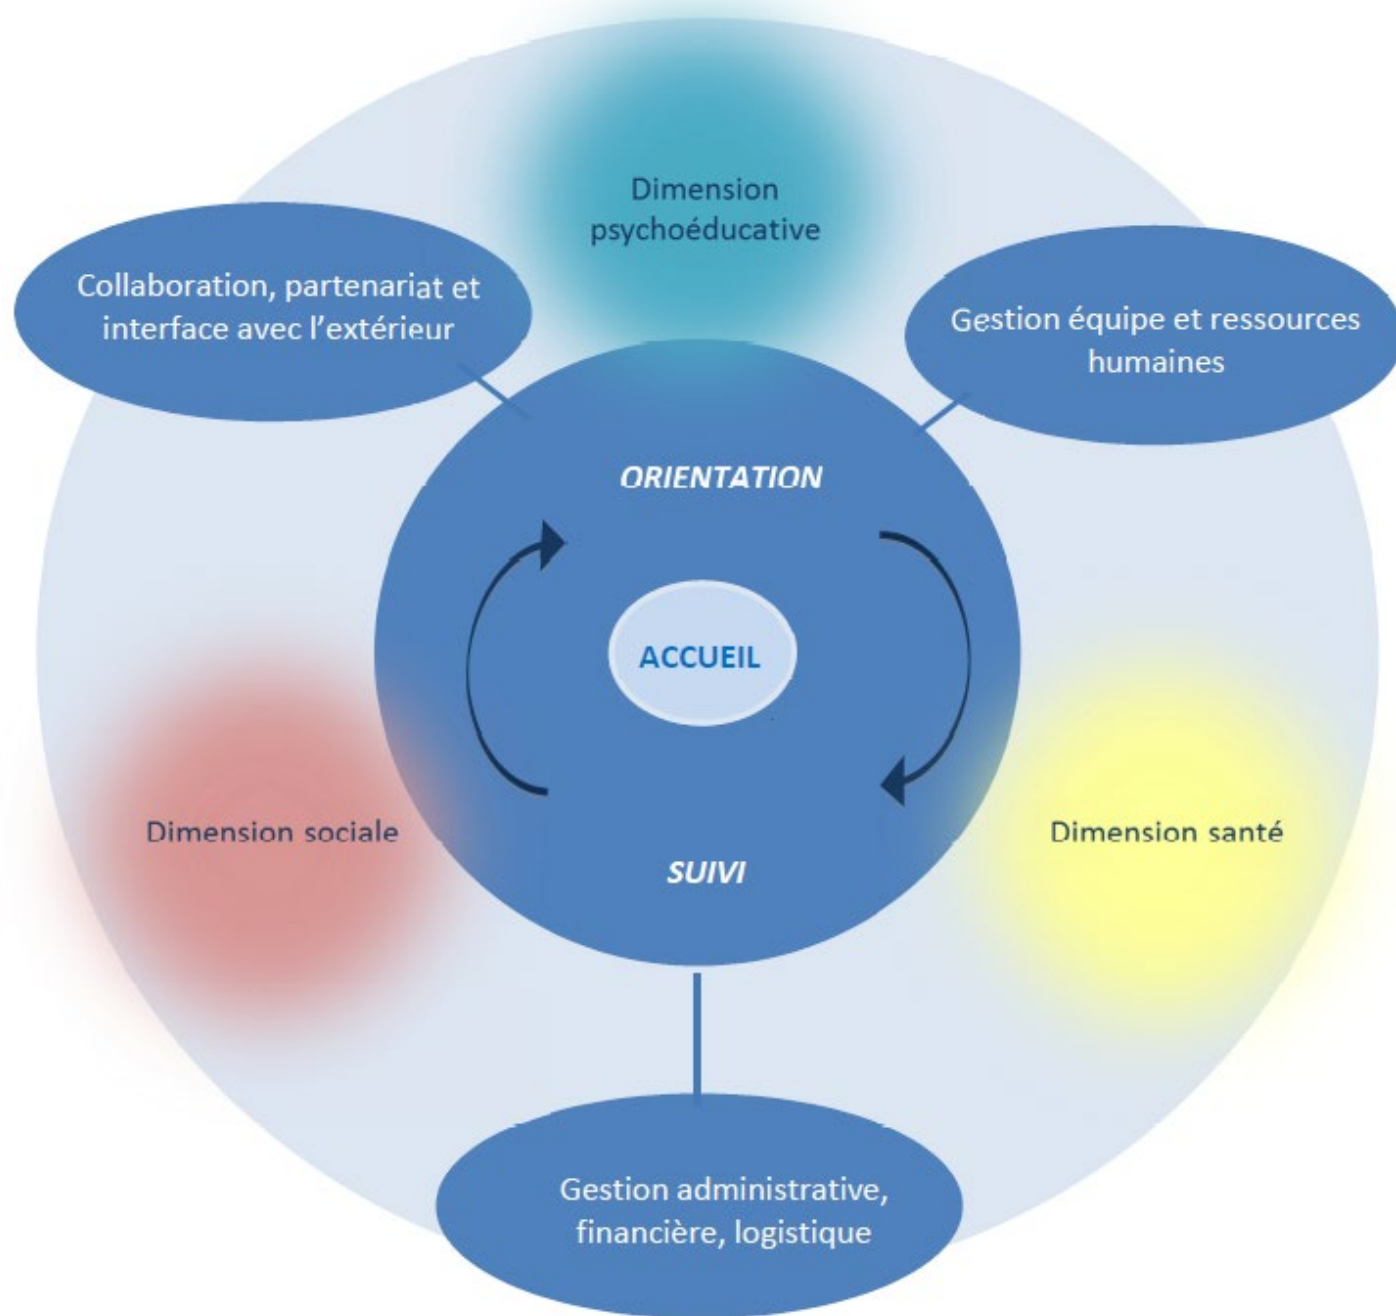 Dimension
psychoéducative
Collaboration, partenariat et
interface avec l’extérieur
Gestion équipe et ressources
humaines
ORIENTATION
ACCUEIL
Dimension sociale
Dimension santé
SUIVI
Gestion administrative,
financière, logistique